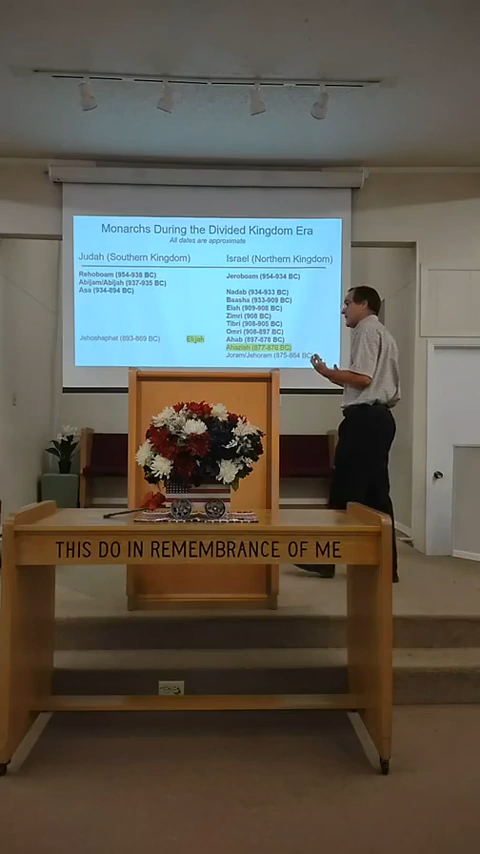 Monarchs During the Divided Kingdom Era
All dates are approximate
Judah (Southern Kingdom)
Israel (Northern Kingdom)
Rehoboam (954-938 BC)
Jeroboam (954-934 BC)
Abijam/Abijah (937-935 BC)
Asa (934-894 BC)
Nadab (934-933 BC)
Baasha (933-909 BC)
Elah (909-908 BC)
Zimri (908 BC)
Tibri (908-905 BC)
Omri (908-897 BC)
Jehoshaphat (893-869 BC)
Elijah
Ahab (897-878 BC)
Ahaziah (877-876 BC)
Joram/Jehoram (875-864 BC)
THIS DO IN REMEMBRANCE OF ME